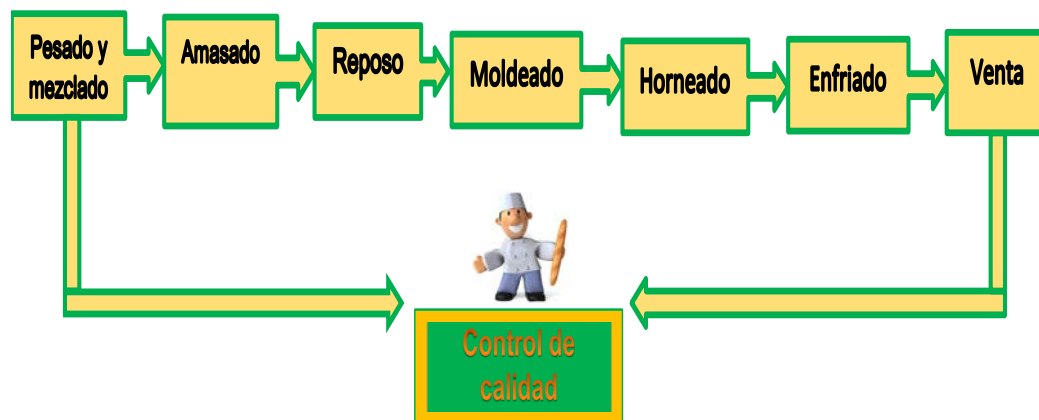 Pesado y
mezclado
Amasado
Reposo
Moldeado
Horneado
Enfriado
Venta
Control de
calidad